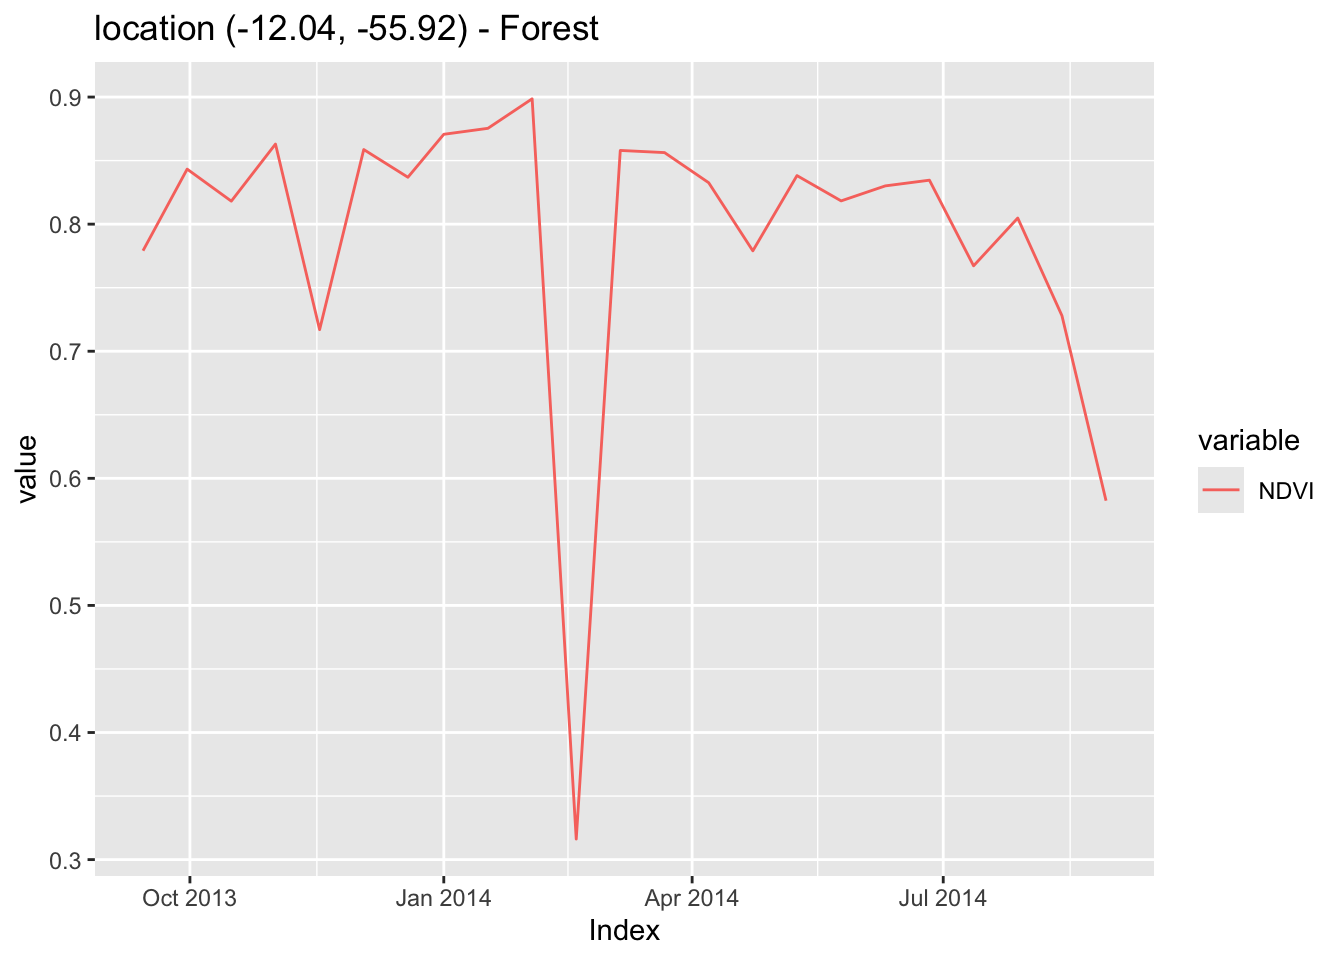 location (-12.04, -55.92) - Forest
0.9
0.8
0.7
0.6
0.5
0.4
0.3
value
Oct 2013 Jan 2014 Apr 2014 Jul 2014
Index
variable
NDVI